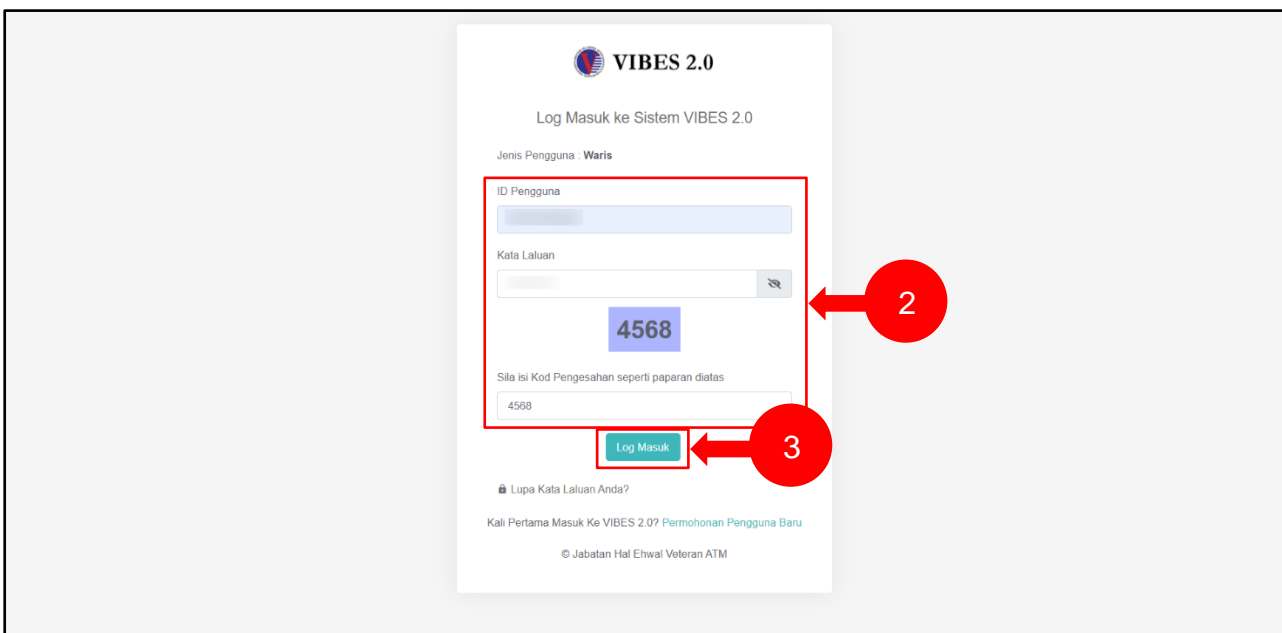 VIBES 2.0
Log Masuk ke Sistem VIBES 2.0
Jenis Pengguna : Waris
ID Pengguna
Kata Laluan
2
4568
Sila isi Kod Pengesahan seperti paparan diatas
4568
Log Masuk
3
Lupa Kata Laluan Anda?
Kali Pertama Masuk Ke VIBES 2.0? Permohonan Pengguna Baru
© Jabatan Hal Ehwal Veteran ATM